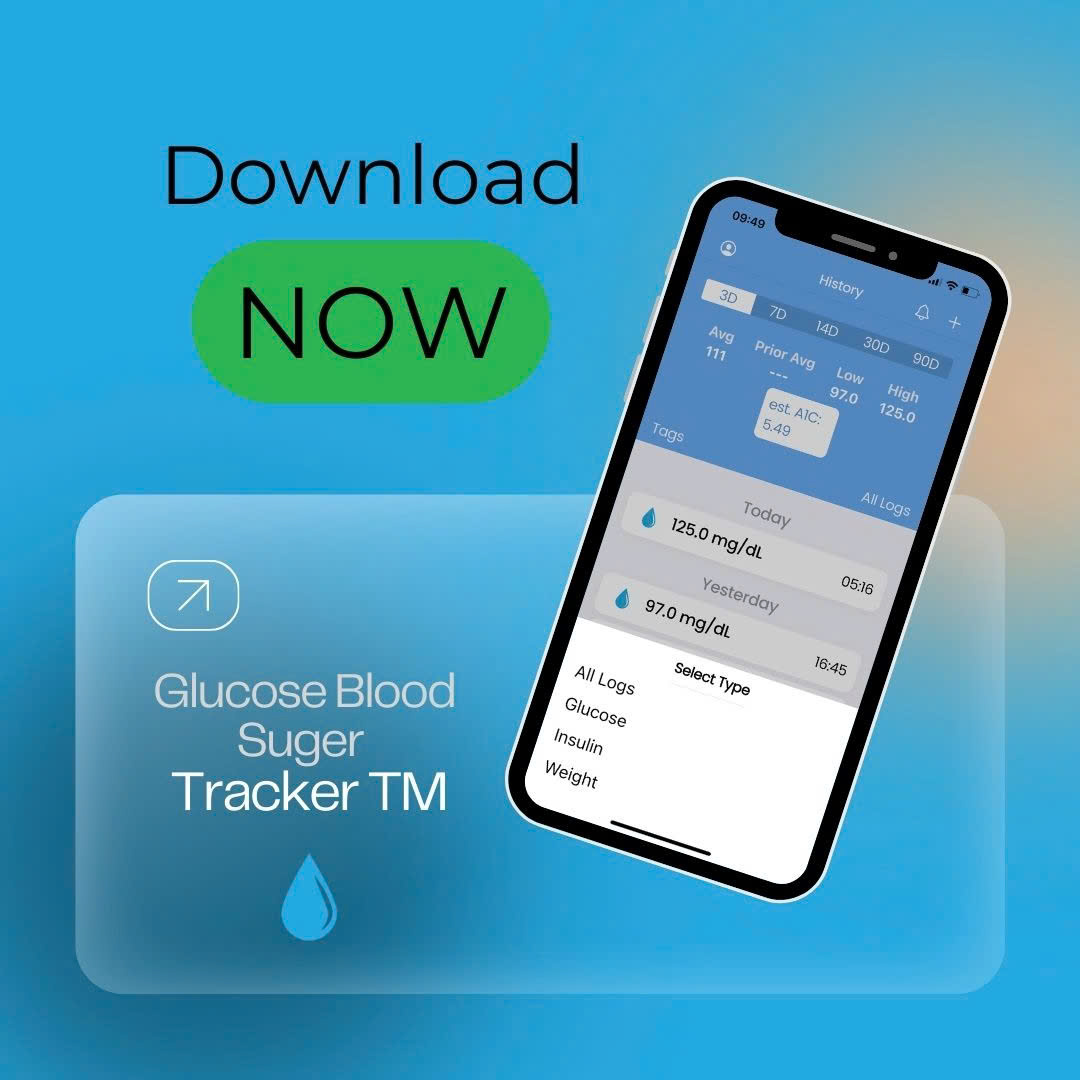 Download
NOW
Glucose Blood
Suger
Tracker TM
09:49
History
3D 7D 14D 30D 90D
Avg Prior Avg Low High
111 --- 97.0 125.0
est. A1C:
5.49
Tags All Logs
Today
125.0 mg/dL 05:16
Yesterday
97.0 mg/dL 16:45
Select Type
All Logs
Glucose
Insulin
Weight